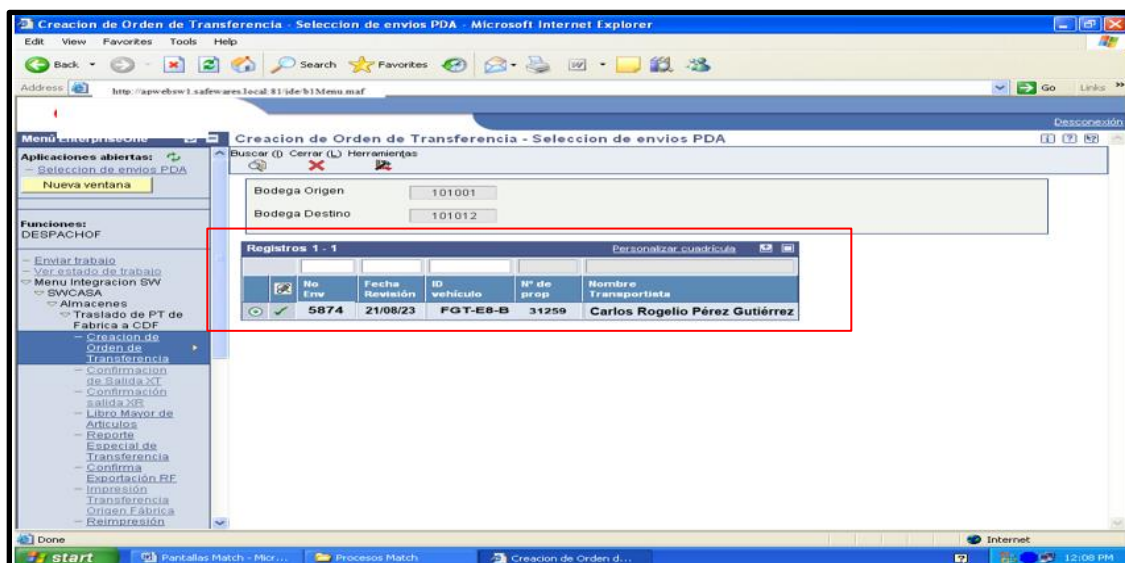 Creacion de Orden de Transferencia - Seleccion de envios PDA - Microsoft Internet Explorer
Edit View Favorites Tools Help
Back Search Favorites
Address http://apwebsw1.safewares.local:81/jde/b1Menu.maf Go Links
Desconexión
Menú EnterpriseOne
Creacion de Orden de Transferencia - Seleccion de envios PDA
Aplicaciones abiertas:
Seleccion de envios PDA
Nueva ventana
Buscar (I) Cerrar (L) Herramientas
Bodega Origen 101001
Bodega Destino 101012
Funciones:
DESPACHOF
Enviar trabajo
Ver estado de trabajo
Menu Integracion SW
SWCASA
Almacenes
Traslado de PT de
Fabrica a CDF
Creacion de
Orden de
Transferencia
Confirmacion
de Salida XT
Confirmación
salida XR
Libro Mayor de
Articulos
Reporte
Especial de
Transferencia
Confirma
Exportación RF
Impresión
Transferencia
Origen Fábrica
Reimpresión
Registros 1 - 1 Personalizar cuadrícula
No Env Fecha Revisión ID vehículo Nº de prop Nombre Transportista
5874 21/08/23 FGT-E8-B 31259 Carlos Rogelio Pérez Gutiérrez
Done Internet
start Pantallas Match - Micr... Procesos Match Creacion de Orden d... 12:08 PM